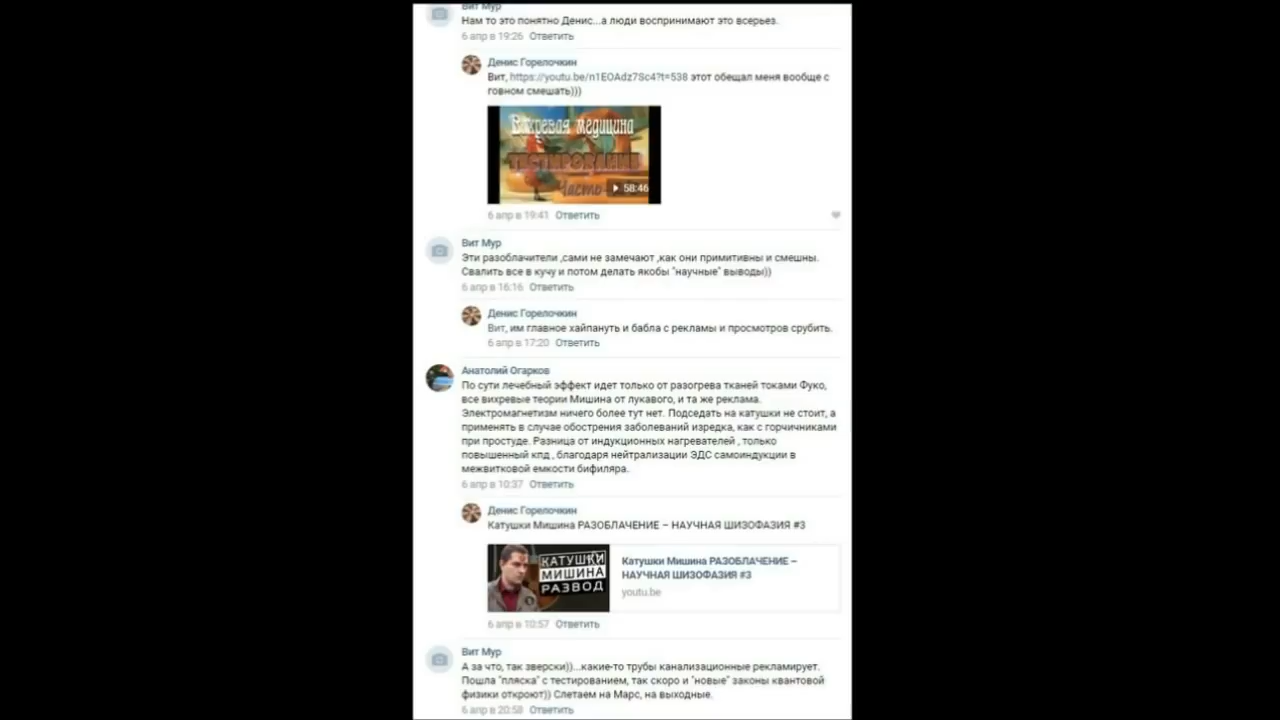 Вит Мур
Нам то это понятно Денис...а люди воспринимают это всерьез.
6 апр в 19:26 Ответить
Денис Горелочкин
Вит, https://youtu.be/n1EOAdz7Sc4?t=538 этот обещал меня вообще с
говном смешать)))
Вихревая медицина
ТЕСТИРОВАНИЕ
Часть
58:46
6 апр в 19:41 Ответить
Вит Мур
Эти разоблачители ,сами не замечают ,как они примитивны и смешны.
Свалить все в кучу и потом делать якобы "научные" выводы))
6 апр в 16:16 Ответить
Денис Горелочкин
Вит, им главное хайпануть и бабла с рекламы и просмотров срубить.
6 апр в 17:20 Ответить
Анатолий Огарков
По сути лечебный эффект идет только от разогрева тканей токами Фуко,
все вихревые теории Мишина от лукавого, и та же реклама.
Электромагнетизм ничего более тут нет. Подседать на катушки не стоит, а
применять в случае обострения заболеваний изредка, как с горчичниками
при простуде. Разница от индукционных нагревателей , только
повышенный кпд , благодаря нейтрализации ЭДС самоиндукции в
межвитковой емкости бифиляра.
6 апр в 10:37 Ответить
Денис Горелочкин
Катушки Мишина РАЗОБЛАЧЕНИЕ – НАУЧНАЯ ШИЗОФАЗИЯ #3
КАТУШКИ
МИШИНА
РАЗВОД
Катушки Мишина РАЗОБЛАЧЕНИЕ –
НАУЧНАЯ ШИЗОФАЗИЯ #3
youtu.be
6 апр в 10:57 Ответить
Вит Мур
А за что, так зверски))...какие-то трубы канализационные рекламирует.
Пошла "пляска" с тестированием, так скоро и "новые" законы квантовой
физики откроют)) Слетаем на Марс, на выходные.
6 апр в 20:58 Ответить